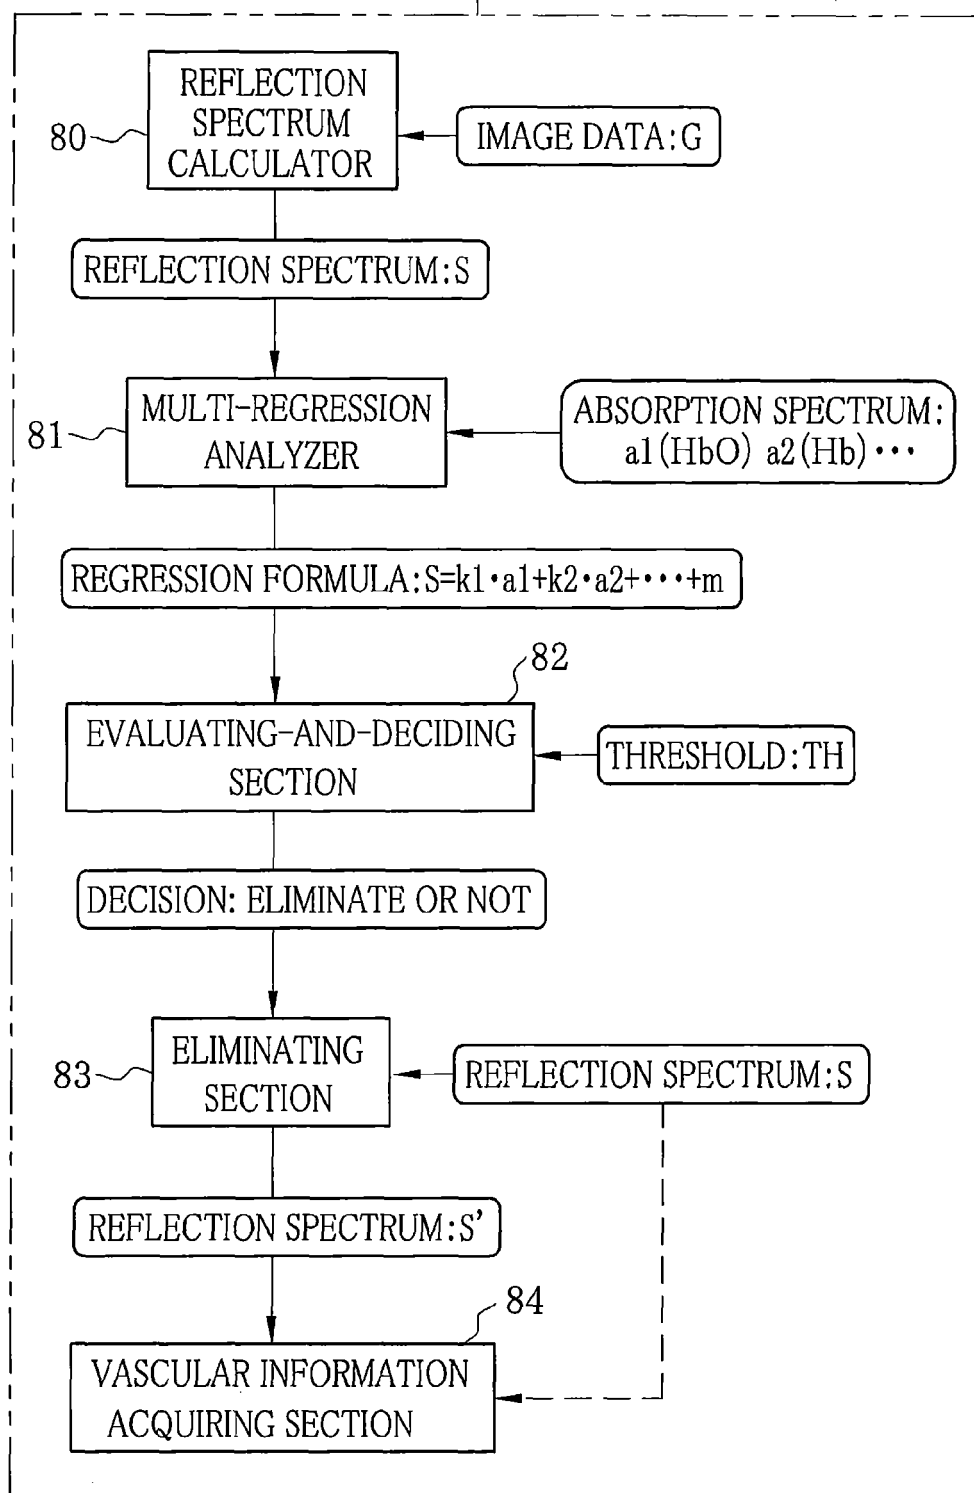 REFLECTION
SPECTRUM
CALCULATOR
80
IMAGE DATA:G
REFLECTION SPECTRUM:S
MULTI-REGRESSION
ANALYZER
81
ABSORPTION SPECTRUM:
a1(HbO) a2(Hb)···
REGRESSION FORMULA:S=k1·a1+k2·a2+···+m
82
EVALUATING-AND-DECIDING
SECTION
THRESHOLD:TH
DECISION: ELIMINATE OR NOT
ELIMINATING
SECTION
83
REFLECTION SPECTRUM:S
REFLECTION SPECTRUM:S'
84
VASCULAR INFORMATION
ACQUIRING SECTION